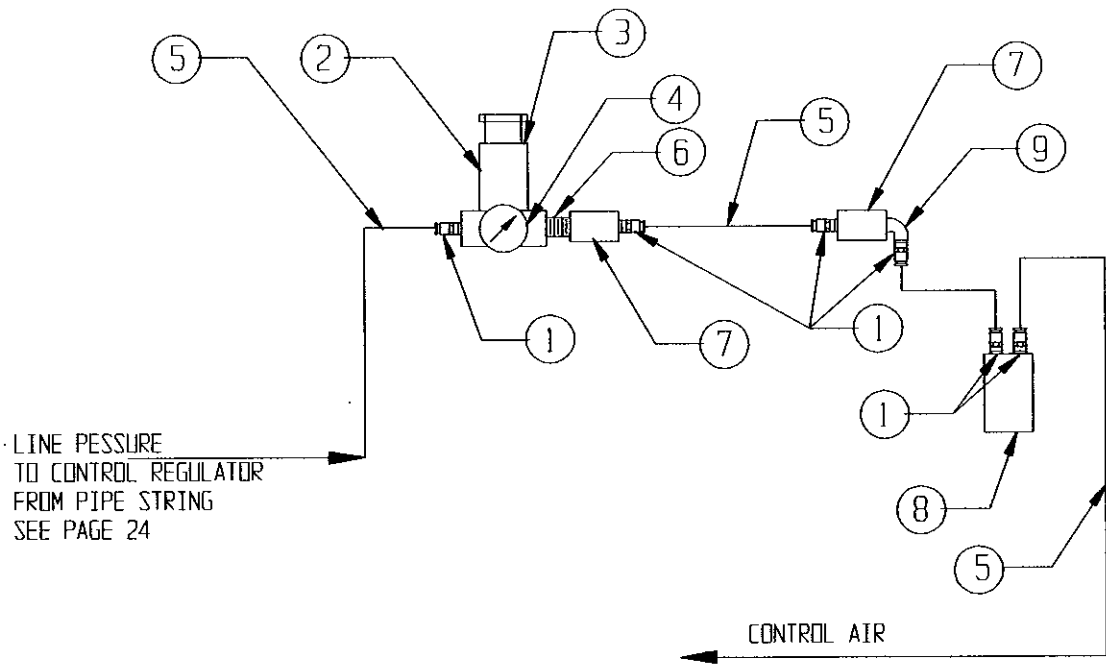 3
5
2
7
4
5
6
9
1
7
1
LINE PESSURE
TO CONTROL REGULATOR
FROM PIPE STRING
SEE PAGE 24
1
8
5
CONTROL AIR